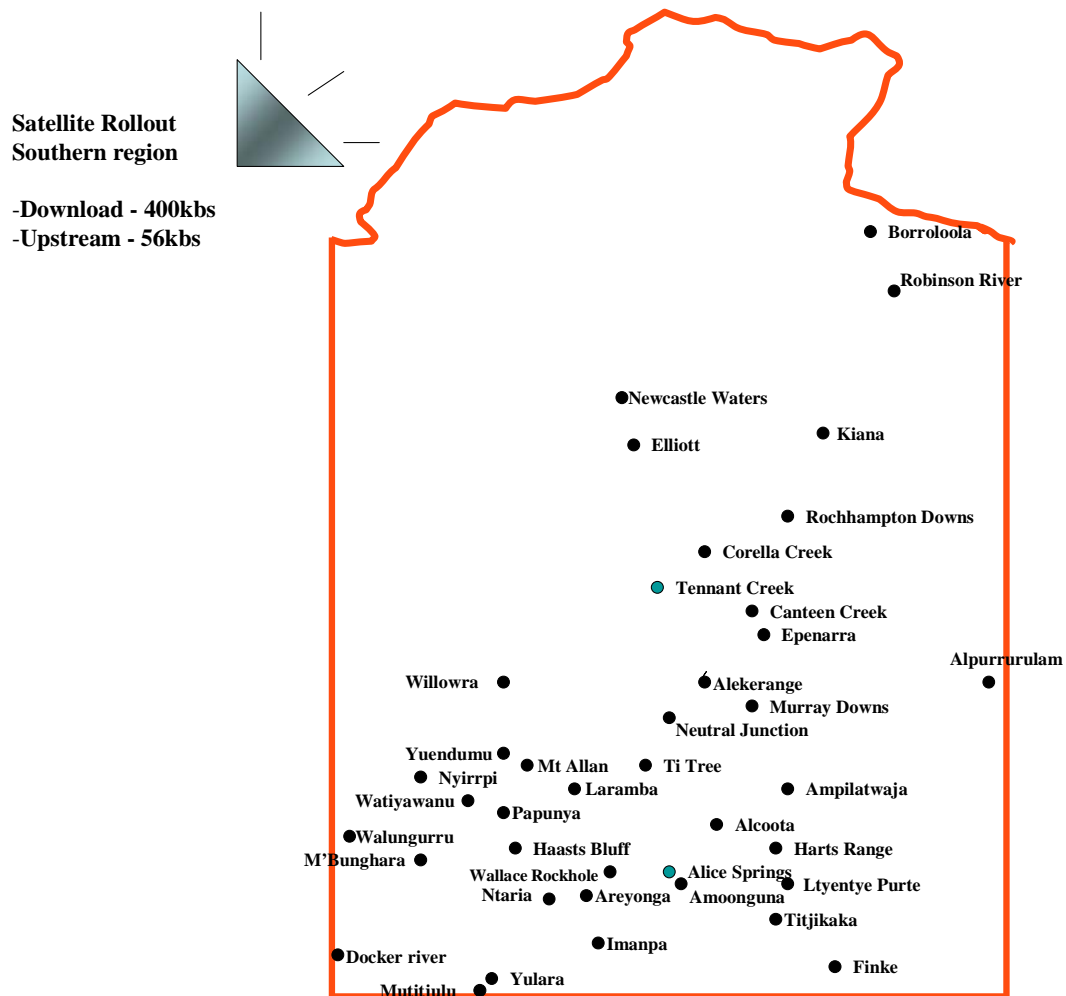 Satellite Rollout
Southern region
-Download - 400kbs
-Upstream - 56kbs
Borroloola
Robinson River
Newcastle Waters
Kiana
Elliott
Rochhampton Downs
Corella Creek
Tennant Creek
Canteen Creek
Epenarra
Alpurrurulam
Willowra
Alekerange
Murray Downs
Neutral Junction
Yuendumu
Mt Allan
Ti Tree
Nyirrpi
Laramba
Ampilatwaja
Watiyawanu
Papunya
Alcoota
Walungurru
Haasts Bluff
Harts Range
M'Bunghara
Wallace Rockhole
Alice Springs
Ltyentye Purte
Ntaria
Areyonga
Amoonguna
Titjikaka
Imanpa
Docker river
Finke
Yulara
Mutitjulu